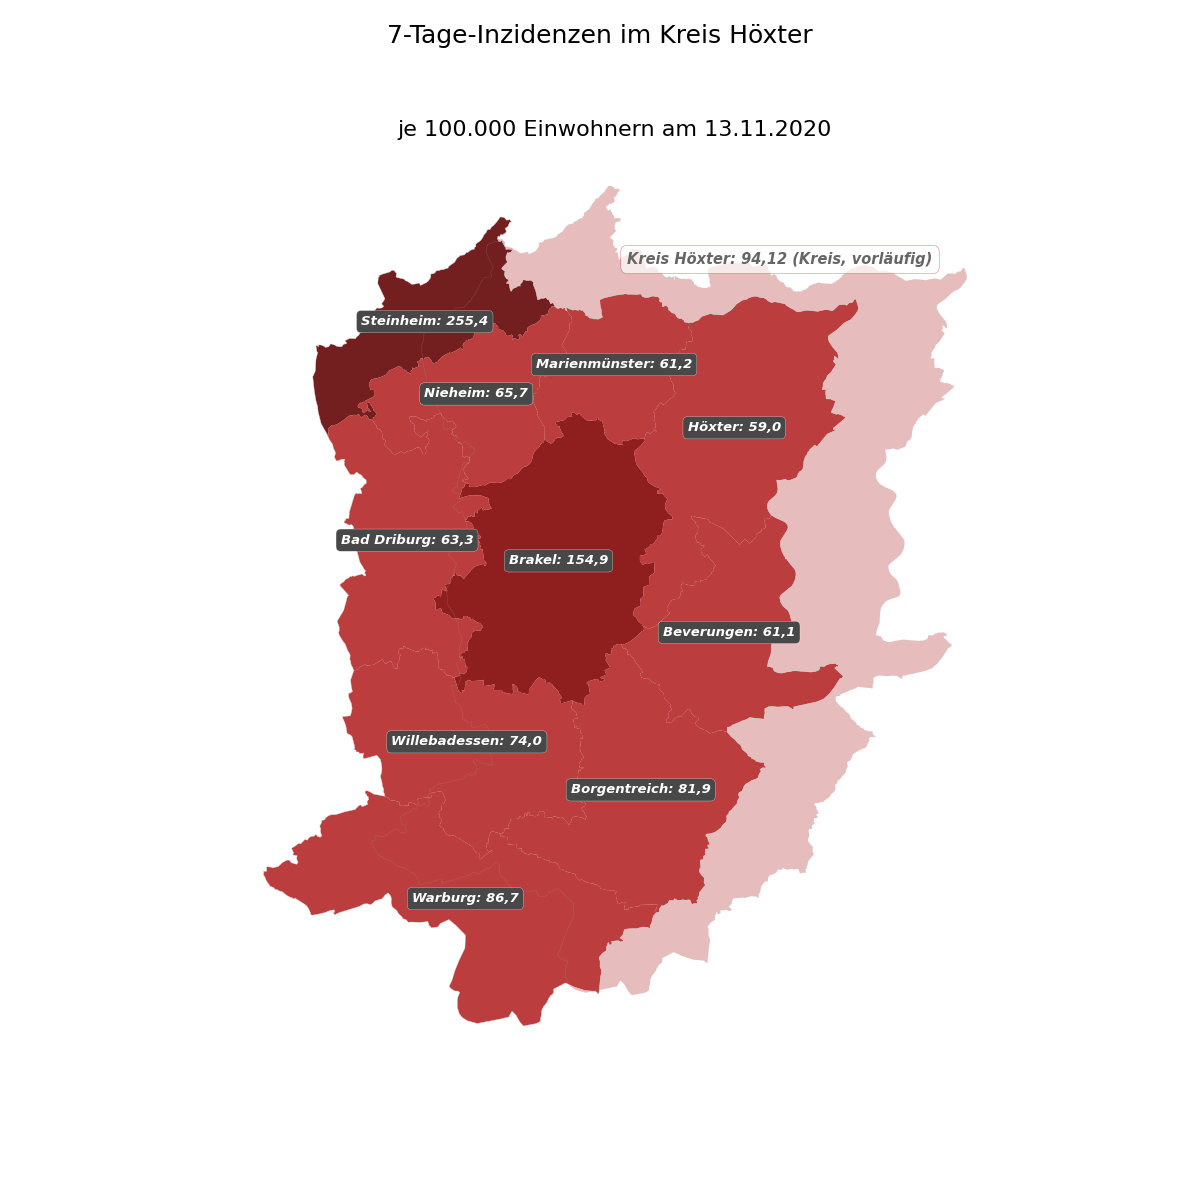 7-Tage-Inzidenzen im Kreis Höxter
je 100.000 Einwohnern am 13.11.2020
Kreis Höxter: 94,12 (Kreis, vorläufig)
Steinheim: 255,4
Marienmünster: 61,2
Nieheim: 65,7
Höxter: 59,0
Bad Driburg: 63,3
Brakel: 154,9
Beverungen: 61,1
Willebadessen: 74,0
Borgentreich: 81,9
Warburg: 86,7